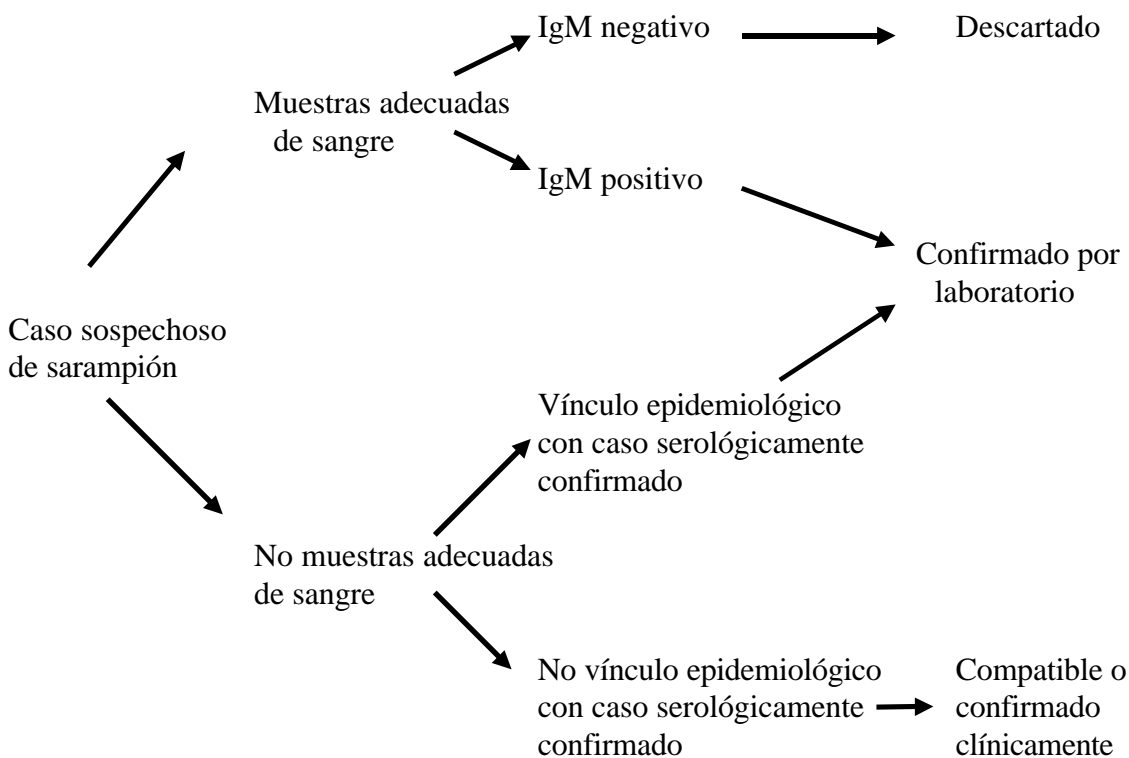 IgM negativo
Descartado
Muestras adecuadas
de sangre
IgM positivo
Confirmado por
laboratorio
Caso sospechoso
de sarampión
Vínculo epidemiológico
con caso serológicamente
confirmado
No muestras adecuadas
de sangre
No vínculo epidemiológico
con caso serológicamente
confirmado
Compatible o
confirmado
clínicamente